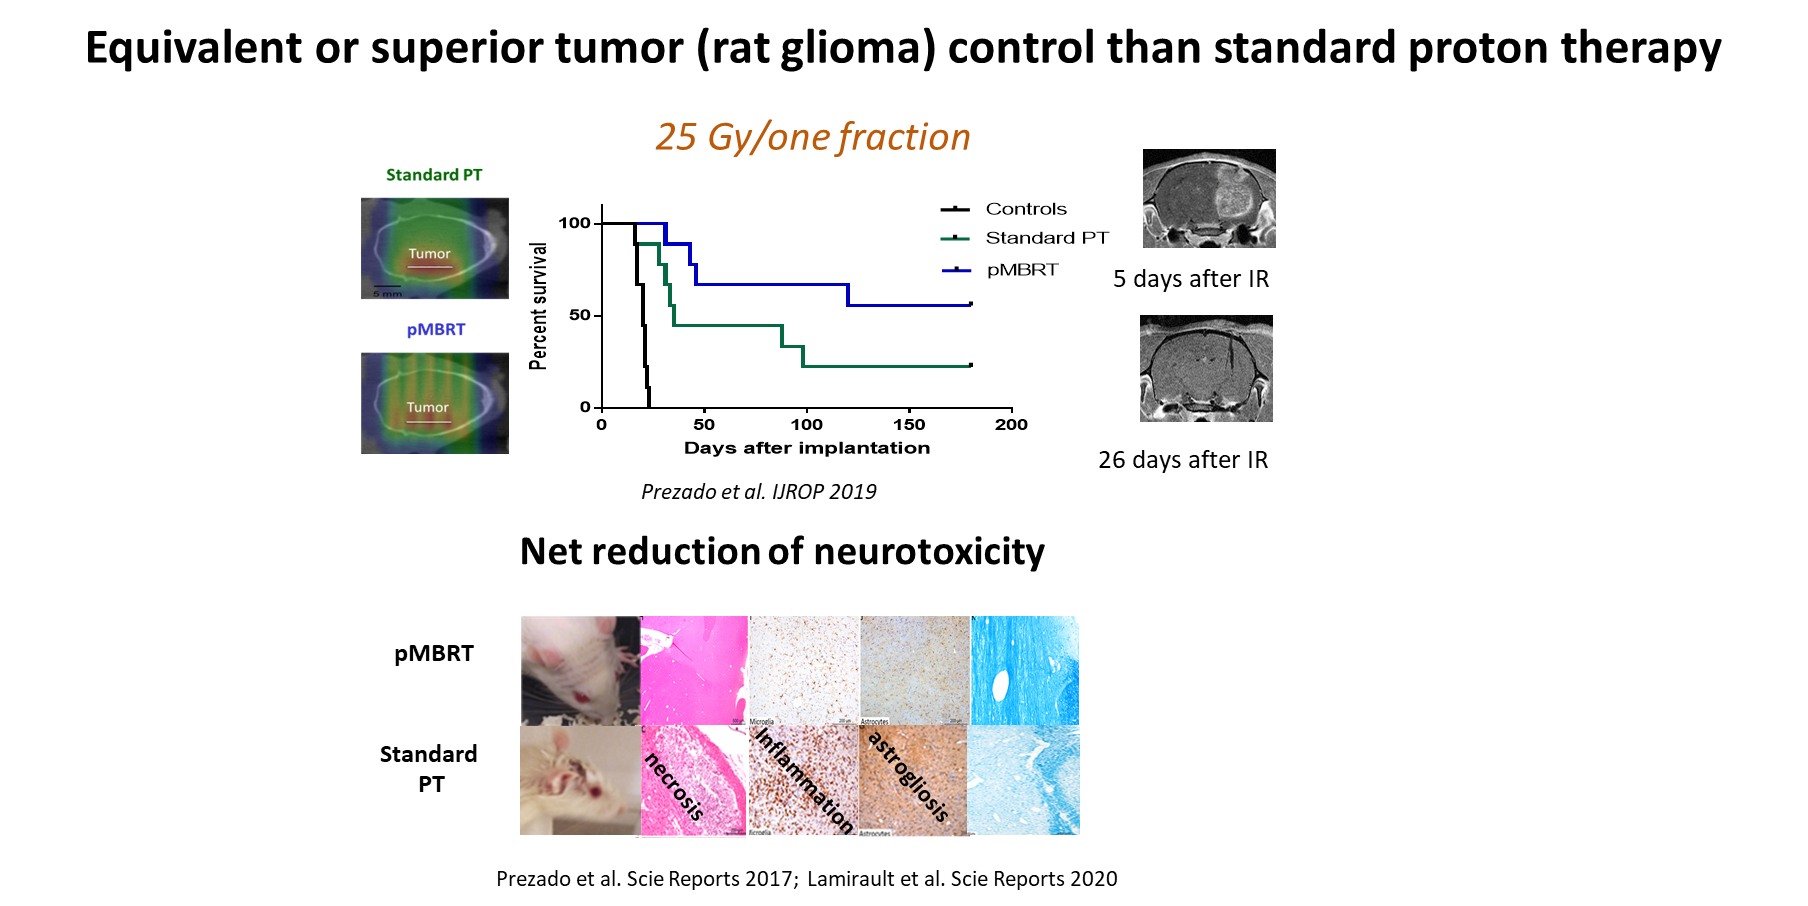 Equivalent or superior tumor (rat glioma) control than standard proton therapy
25 Gy/one fraction
Standard PT
Tumor
5 mm
pMBRT
Tumor
Percent survival
100
50
0
0 50 100 150 200
Days after implantation
Controls
Standard PT
pMBRT
5 days after IR
26 days after IR
Prezado et al. IJROP 2019
Net reduction of neurotoxicity
pMBRT
Microglia
Astrocytes
Standard
PT
necrosis
Inflammation
astrogliosis
Astrocytes
Prezado et al. Scie Reports 2017; Lamirault et al. Scie Reports 2020